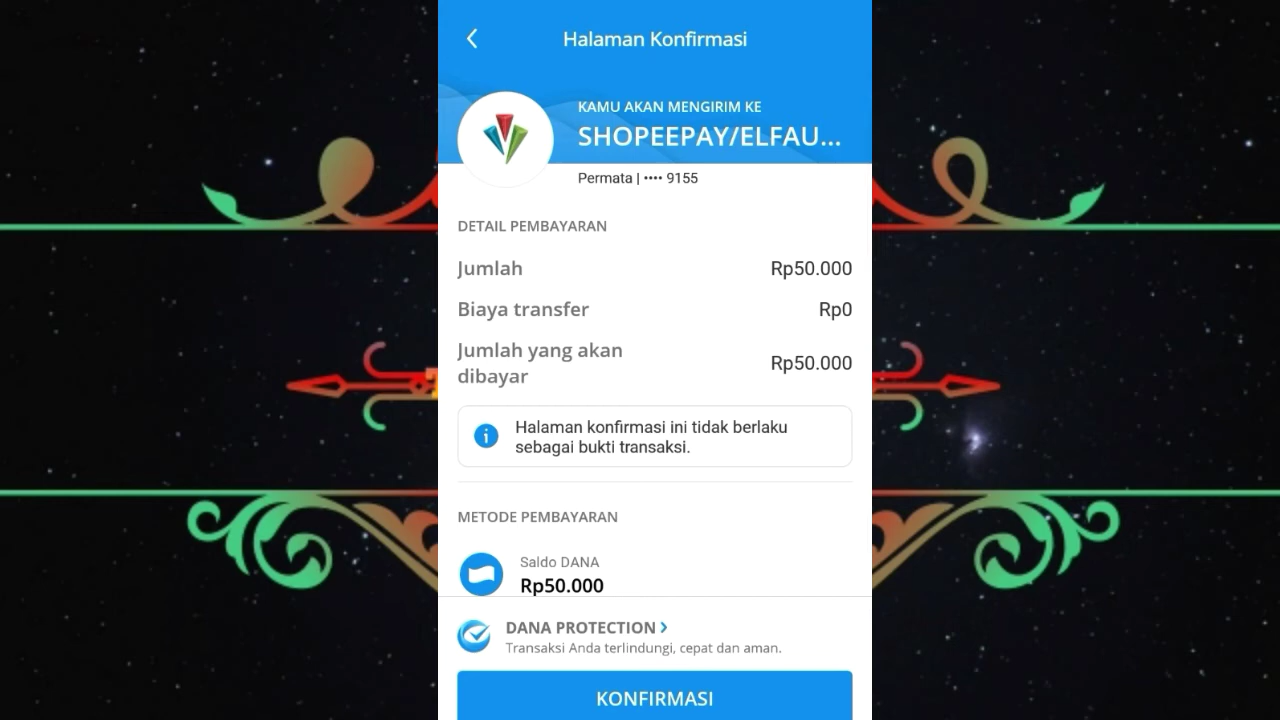 Halaman Konfirmasi
KAMU AKAN MENGIRIM KE
SHOPEEPAY/ELFAU...
Permata | •••• 9155
DETAIL PEMBAYARAN
Jumlah Rp50.000
Biaya transfer Rp0
Jumlah yang akan
dibayar Rp50.000
Halaman konfirmasi ini tidak berlaku
sebagai bukti transaksi.
METODE PEMBAYARAN
Saldo DANA
Rp50.000
DANA PROTECTION
Transaksi Anda terlindungi, cepat dan aman.
KONFIRMASI